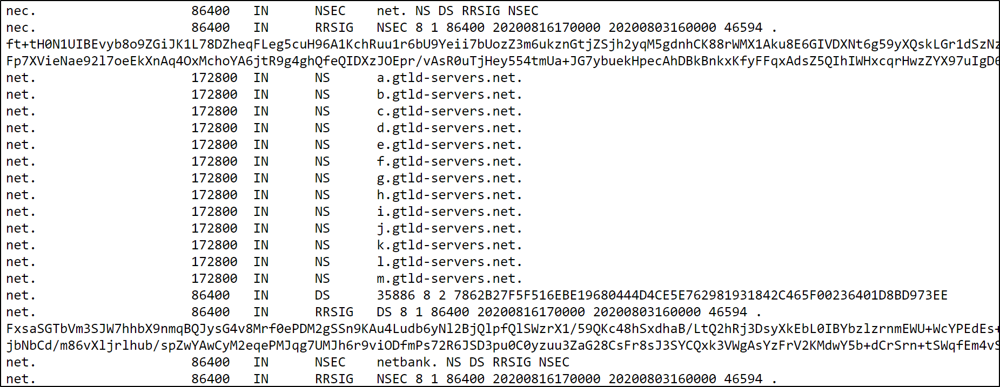 nec. 86400 IN NSEC net. NS DS RRSIG NSEC
nec. 86400 IN RRSIG NSEC 8 1 86400 20200816170000 20200803160000 46594 .
ft+tH0N1UIBEvyb8o9ZGiJK1L78DZheqFLeg5cuH96A1KchRuu1r6bU9Yeii7bUozZ3m6ukznGtjZSjh2yqM5gdnhCK88rWMX1Aku8E6GIVDXNt6g59yXQskLGr1dSzNz
Fp7XVieNae92l7oeEkXnAq4OxMchoYA6jtR9g4ghQfeQIDXzJOEpr/vAsR0uTjHey554tmUa+JG7ybuekHpecAhDBkBnkxKfyFFqxAdsZ5QIhIWHxcqrHwzZYX97uIgD6
net. 172800 IN NS a.gtld-servers.net.
net. 172800 IN NS b.gtld-servers.net.
net. 172800 IN NS c.gtld-servers.net.
net. 172800 IN NS d.gtld-servers.net.
net. 172800 IN NS e.gtld-servers.net.
net. 172800 IN NS f.gtld-servers.net.
net. 172800 IN NS g.gtld-servers.net.
net. 172800 IN NS h.gtld-servers.net.
net. 172800 IN NS i.gtld-servers.net.
net. 172800 IN NS j.gtld-servers.net.
net. 172800 IN NS k.gtld-servers.net.
net. 172800 IN NS l.gtld-servers.net.
net. 172800 IN NS m.gtld-servers.net.
net. 86400 IN DS 35886 8 2 7862B27F5F516EBE19680444D4CE5E762981931842C465F00236401D8BD973EE
net. 86400 IN RRSIG DS 8 1 86400 20200816170000 20200803160000 46594 .
FxsaSGTbVm3SJW7hhbX9nmqBQJysG4v8Mrf0ePDM2gSSn9KAu4Ludb6yNl2BjQlpfQlSWzrX1/59QKc48hSxdhaB/LtQ2hRj3DsyXkEbL0IBYbzlzrnmEWU+WcYPEdEs+
jbNbCd/m86vXljrlhub/spZwYAwCyM2eqePMJqg7UMJh6r9viODfmPs72R6JSD3pu0C0yzuu3ZaG28CsFr8sJ3SYCQxk3VWgAsYzFrV2KMdwY5b+dCrSrn+tSWqfEm4vS
net. 86400 IN NSEC netbank. NS DS RRSIG NSEC
net. 86400 IN RRSIG NSEC 8 1 86400 20200816170000 20200803160000 46594 .